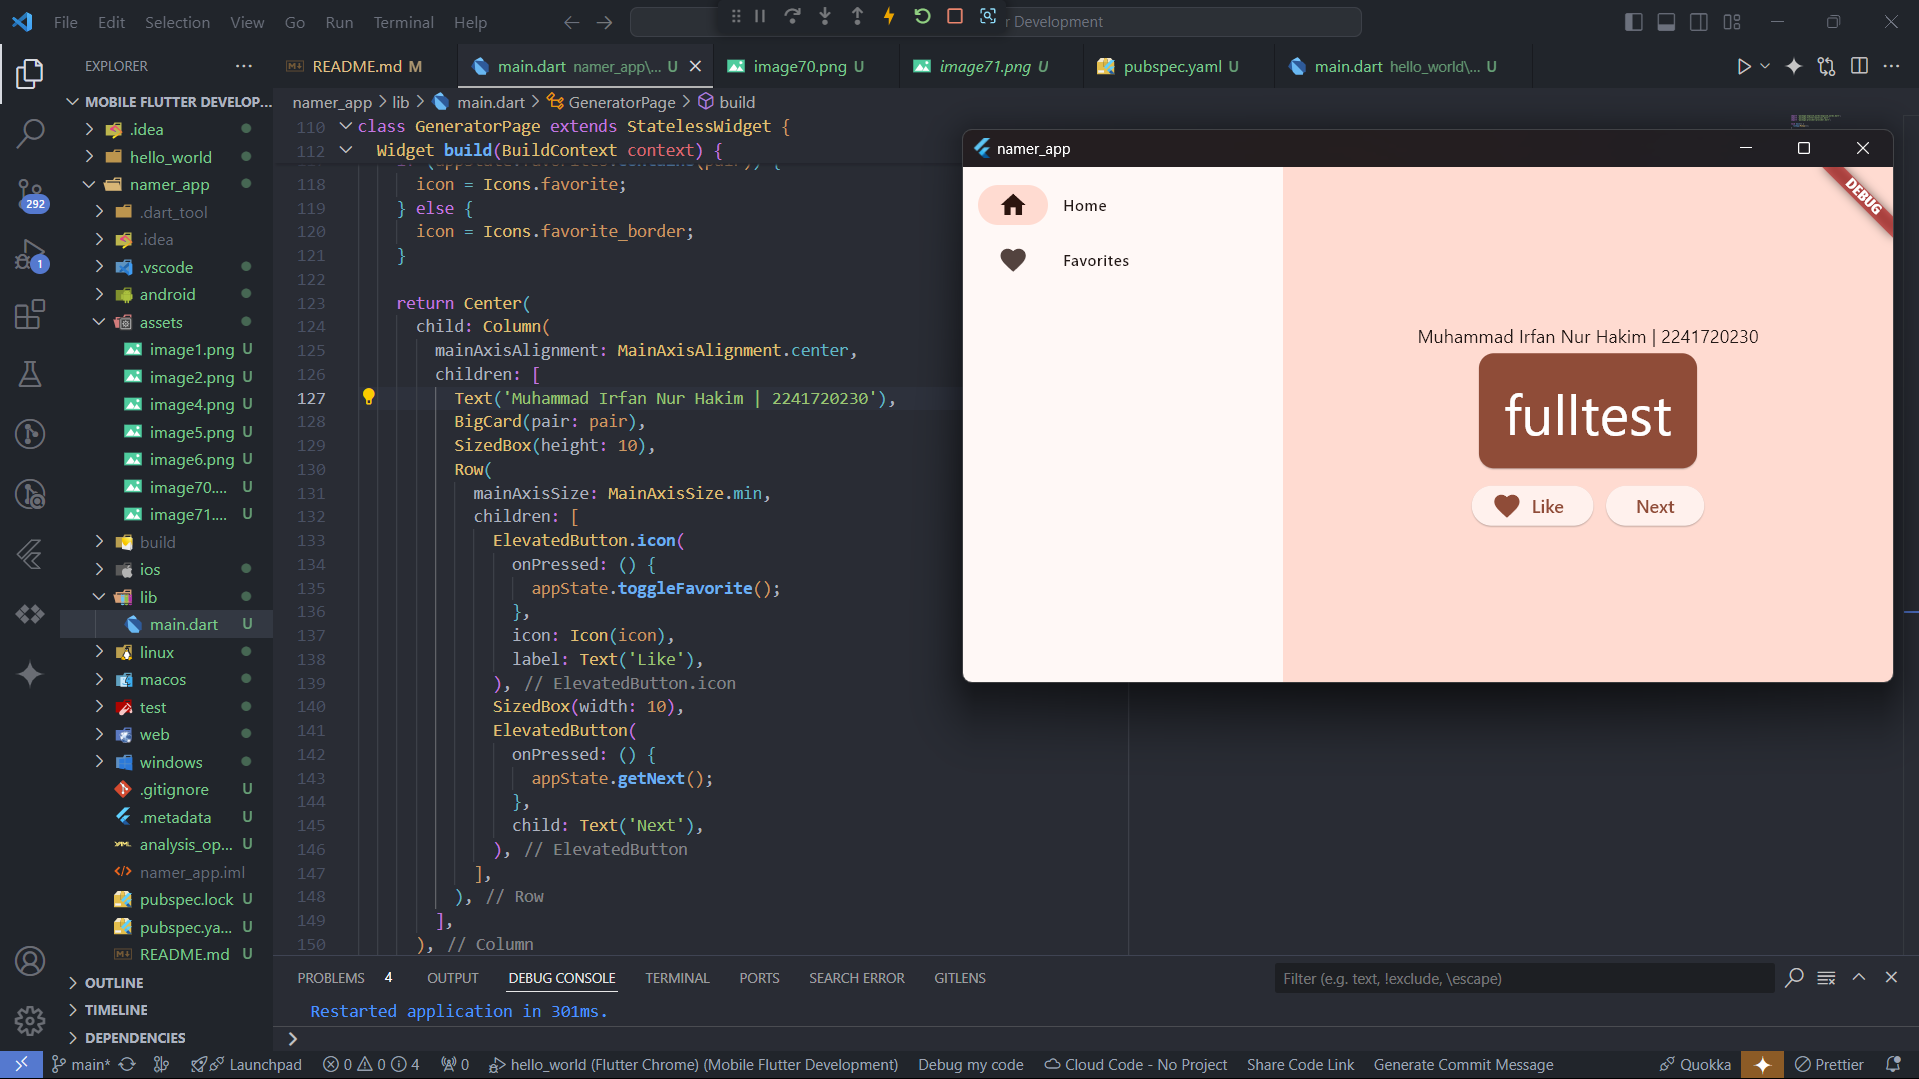 File Edit Selection View Go Run Terminal Help
r Development
EXPLORER
README.md M
main.dart namer_app\... U
image70.png U
image71.png U
pubspec.yaml U
main.dart hello_world\... U
MOBILE FLUTTER DEVELOP...
.idea
hello_world
namer_app
.dart_tool
.idea
.vscode
android
assets
image1.png U
image2.png U
image4.png U
image5.png U
image6.png U
image70.... U
image71.... U
build
ios
lib
main.dart U
linux
macos
test
web
windows
.gitignore U
.metadata U
analysis_op... U
namer_app.iml
pubspec.lock U
pubspec.ya... U
README.md U
OUTLINE
TIMELINE
DEPENDENCIES
292
1
namer_app > lib > main.dart > GeneratorPage > build
110 class GeneratorPage extends StatelessWidget {
112 Widget build(BuildContext context) {
118 icon = Icons.favorite;
119 } else {
120 icon = Icons.favorite_border;
121 }
122
123 return Center(
124 child: Column(
125 mainAxisAlignment: MainAxisAlignment.center,
126 children: [
127 Text('Muhammad Irfan Nur Hakim | 2241720230'),
128 BigCard(pair: pair),
129 SizedBox(height: 10),
130 Row(
131 mainAxisSize: MainAxisSize.min,
132 children: [
133 ElevatedButton.icon(
134 onPressed: () {
135 appState.toggleFavorite();
136 },
137 icon: Icon(icon),
138 label: Text('Like'),
139 ), // ElevatedButton.icon
140 SizedBox(width: 10),
141 ElevatedButton(
142 onPressed: () {
143 appState.getNext();
144 },
145 child: Text('Next'),
146 ), // ElevatedButton
147 ],
148 ), // Row
149 ],
150 ), // Column
namer_app
DEBUG
Home
Favorites
Muhammad Irfan Nur Hakim | 2241720230
fulltest
Like
Next
PROBLEMS 4 OUTPUT DEBUG CONSOLE TERMINAL PORTS SEARCH ERROR GITLENS
Filter (e.g. text, !exclude, \escape)
Restarted application in 301ms.
main* Launchpad 0 0 4 0 hello_world (Flutter Chrome) (Mobile Flutter Development) Debug my code Cloud Code - No Project Share Code Link Generate Commit Message Quokka Prettier